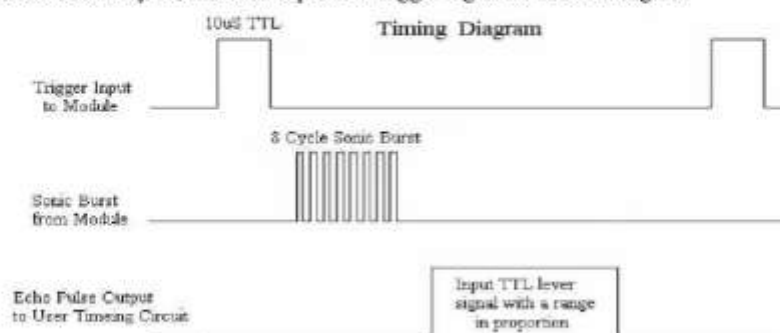 10uS TTL
Timing Diagram
Trigger Input
to Module
8 Cycle Sonic Burst
Sonic Burst
from Module
Echo Pulse Output
to User Timeing Circuit
Input TTL lever
signal with a range
in proportion